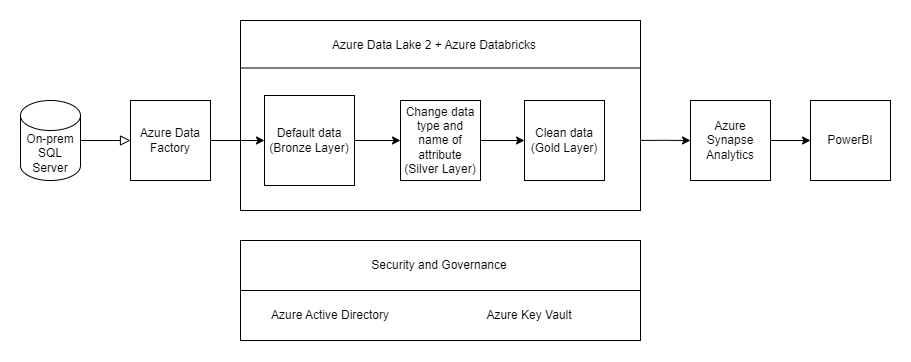 Azure Data Lake 2 + Azure Databricks
On-prem
SQL
Server
Azure Data
Factory
Default data
(Bronze Layer)
Change data
type and
name of
attribute
(Silver Layer)
Clean data
(Gold Layer)
Azure
Synapse
Analytics
PowerBI
Security and Governance
Azure Active Directory
Azure Key Vault